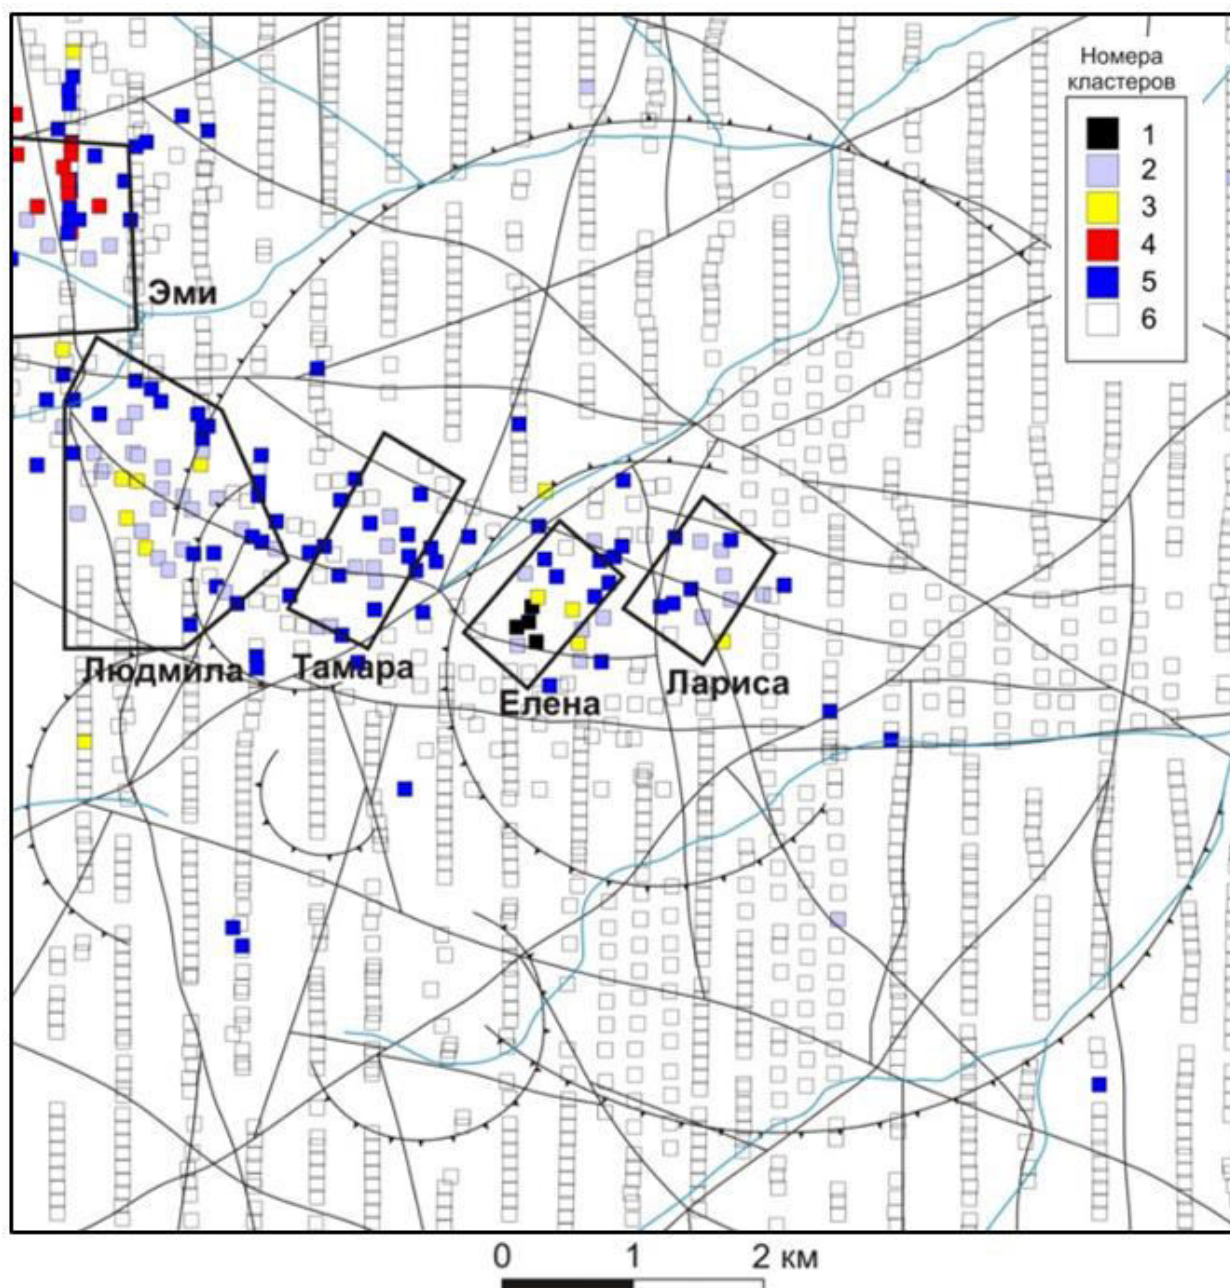 Номера
кластеров
1
2
3
4
5
6
Эми
Людмила
Тамара
Елена
Лариса
0 1 2 км